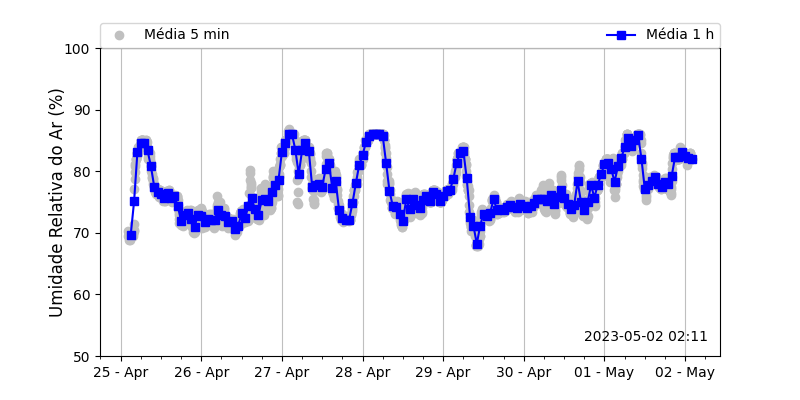 Média 5 min
Média 1 h
100
90
80
70
60
50
Umidade Relativa do Ar (%)
2023-05-02 02:11
25 - Apr
26 - Apr
27 - Apr
28 - Apr
29 - Apr
30 - Apr
01 - May
02 - May